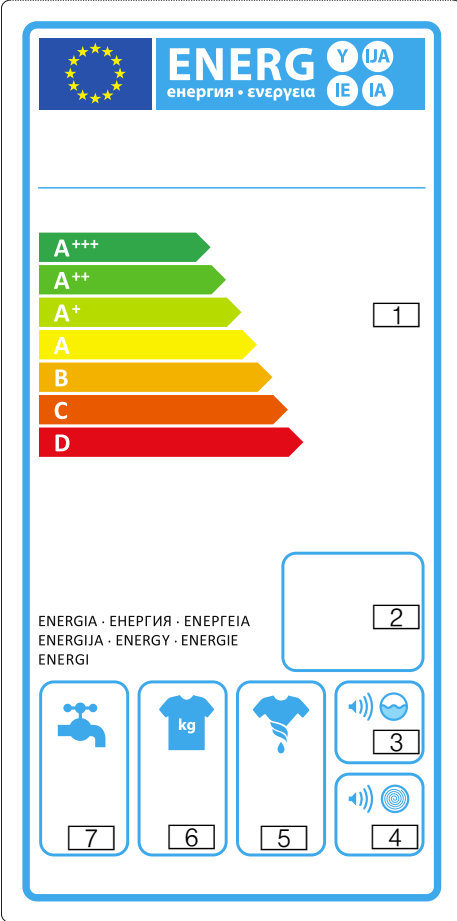 ENERG Y IJA
енергия · ενεργεια IE IA
A+++
A++
A+
1
A
B
C
D
ENERGIA · ЕНЕРГИЯ · ΕΝΕΡΓΕΙΑ
2
ENERGIJA · ENERGY · ENERGIE
ENERGI
kg
3
7 6 5 4